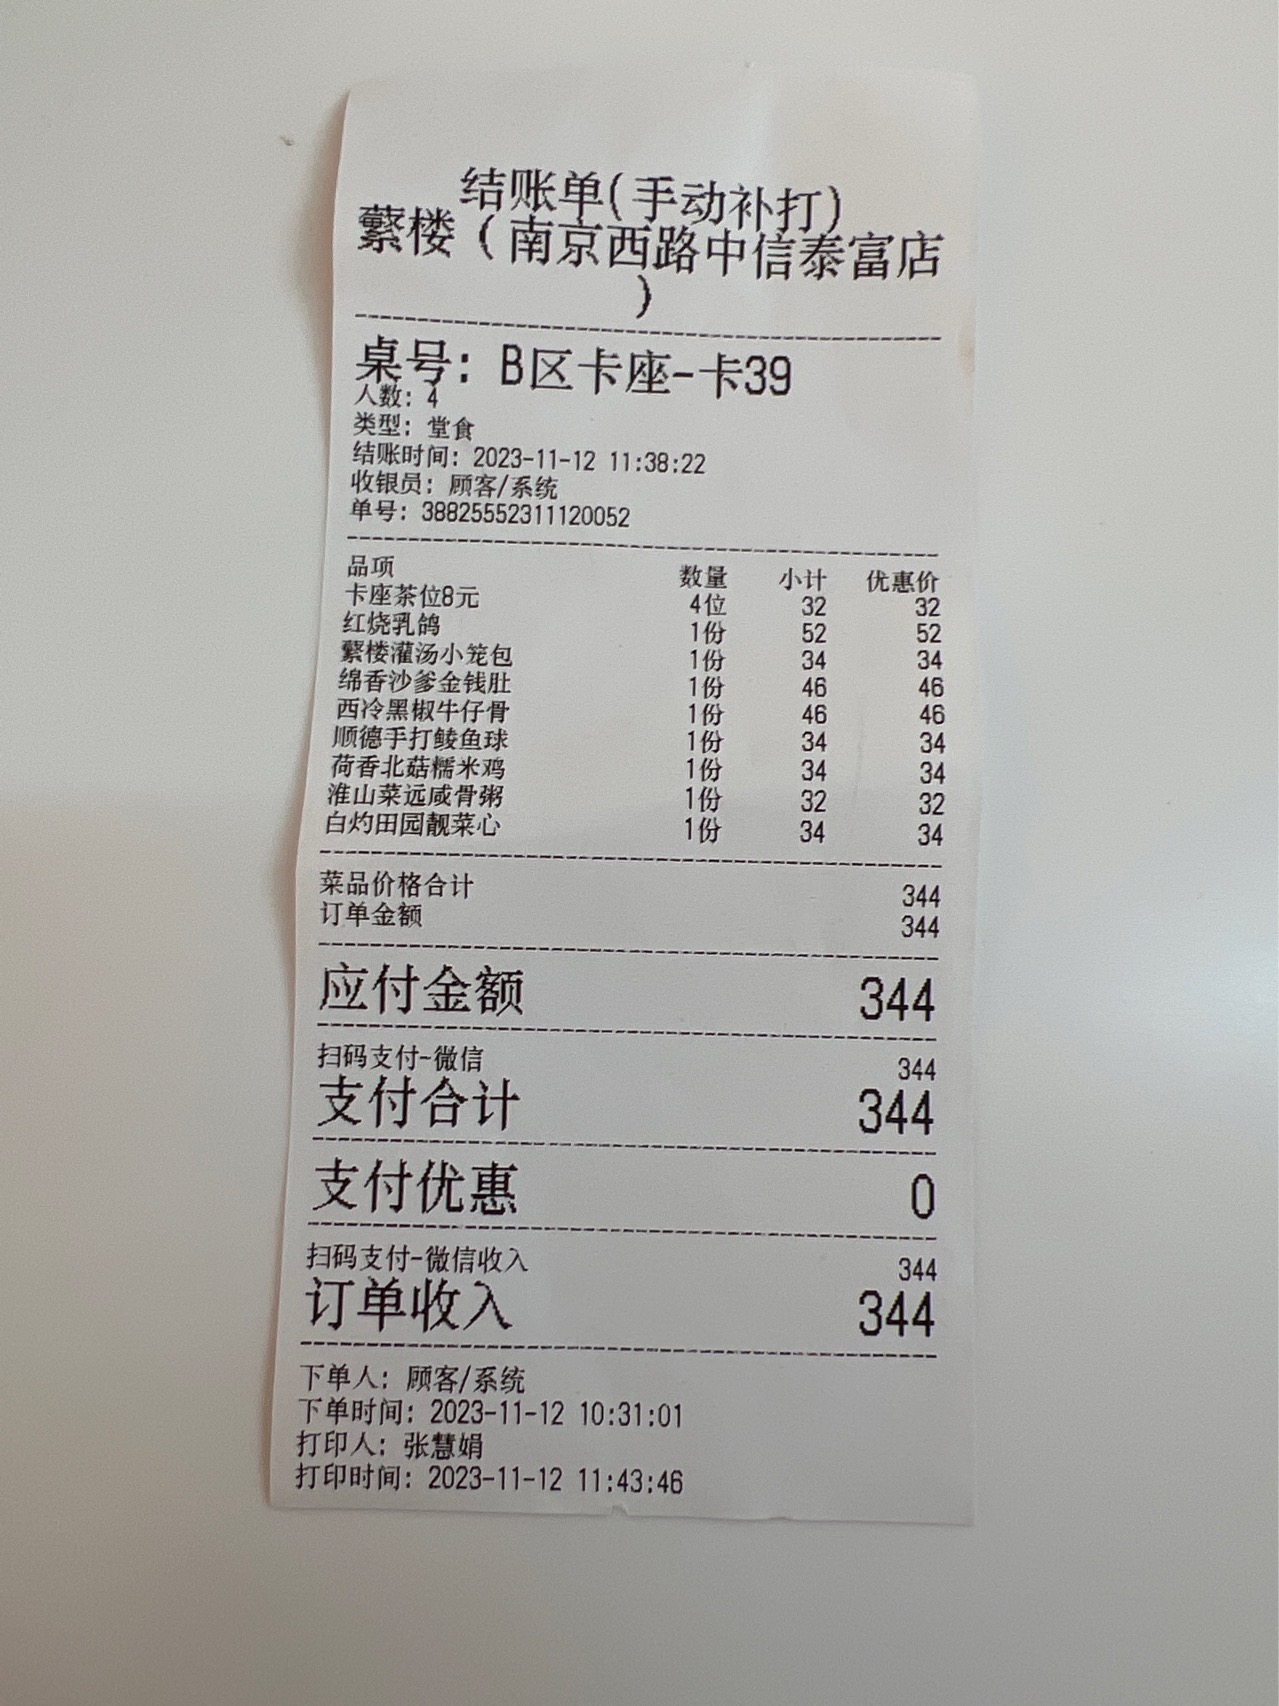 结账单(手动补打)
蘩楼（南京西路中信泰富店
）
桌号: B区卡座-卡39
人数: 4
类型: 堂食
结账时间: 2023-11-12 11:38:22
收银员: 顾客/系统
单号: 38825552311120052
品项 数量 小计 优惠价
卡座茶位8元 4位 32 32
红烧乳鸽 1份 52 52
蘩楼灌汤小笼包 1份 34 34
绵香沙爹金钱肚 1份 46 46
西冷黑椒牛仔骨 1份 46 46
顺德手打鲮鱼球 1份 34 34
荷香北菇糯米鸡 1份 34 34
淮山菜远咸骨粥 1份 32 32
白灼田园靓菜心 1份 34 34
菜品价格合计 344
订单金额 344
应付金额 344
扫码支付-微信 344
支付合计 344
支付优惠 0
扫码支付-微信收入 344
订单收入 344
下单人: 顾客/系统
下单时间: 2023-11-12 10:31:01
打印人: 张慧娟
打印时间: 2023-11-12 11:43:46